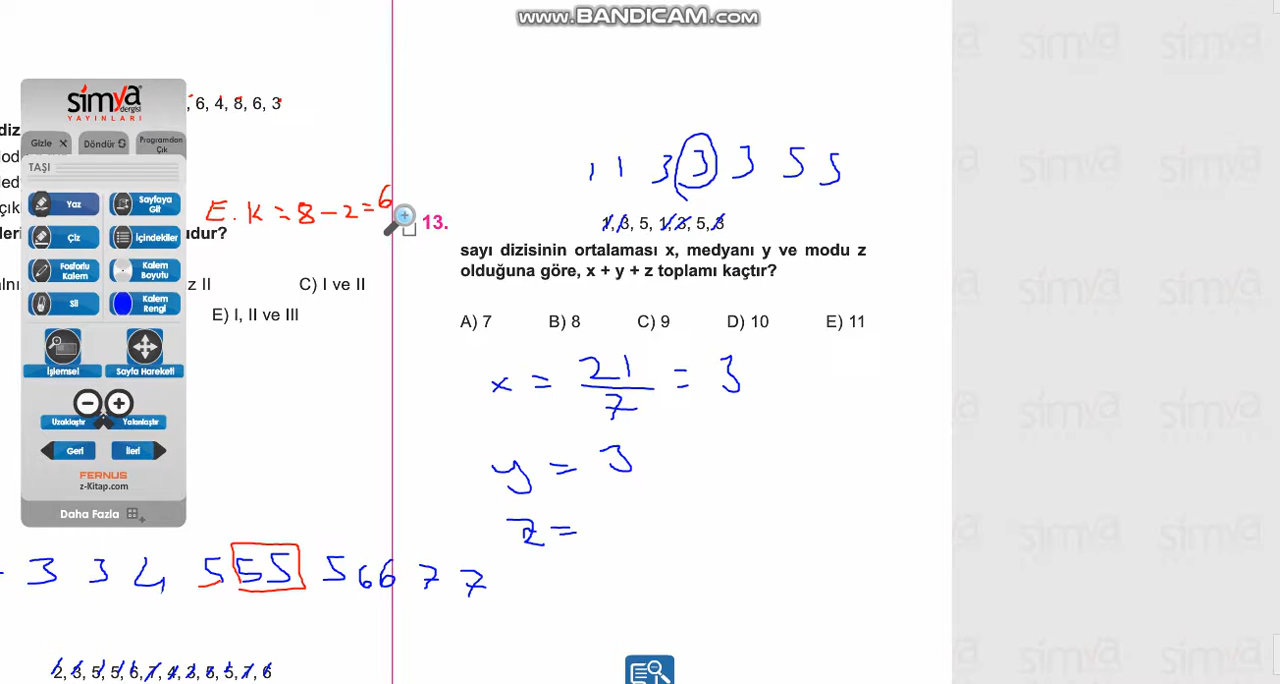 www.BANDICAM.com
simya
dergisi
YAYINLARI
Gizle X
Döndür
Programdan Çık
TAŞI
Yaz
Sayfaya Git
Çiz
İçindekiler
Fosforlu Kalem
Kalem Boyutu
Sil
Kalem Rengi
İşlemsel
Sayfa Hareketi
Uzaklaştır
Yakınlaştır
Geri
İleri
FERNUS
z-Kitap.com
Daha Fazla
, 6, 4, 8, 6, 3
diz
E. K = 8 - 2 = 6
udur?
z II
C) I ve II
E) I, II ve III
3 3 4 5 5 5 5 6 6 7 7
2, 3, 5, 5, 6, 7, 4, 3, 5, 5, 7, 6
1 1 3 3 3 5 5
13.
1, 3, 5, 1, 3, 5, 3
sayı dizisinin ortalaması x, medyanı y ve modu z
olduğuna göre, x + y + z toplamı kaçtır?
A) 7 B) 8 C) 9 D) 10 E) 11
x = 21/7 = 3
y = 3
z =
simya